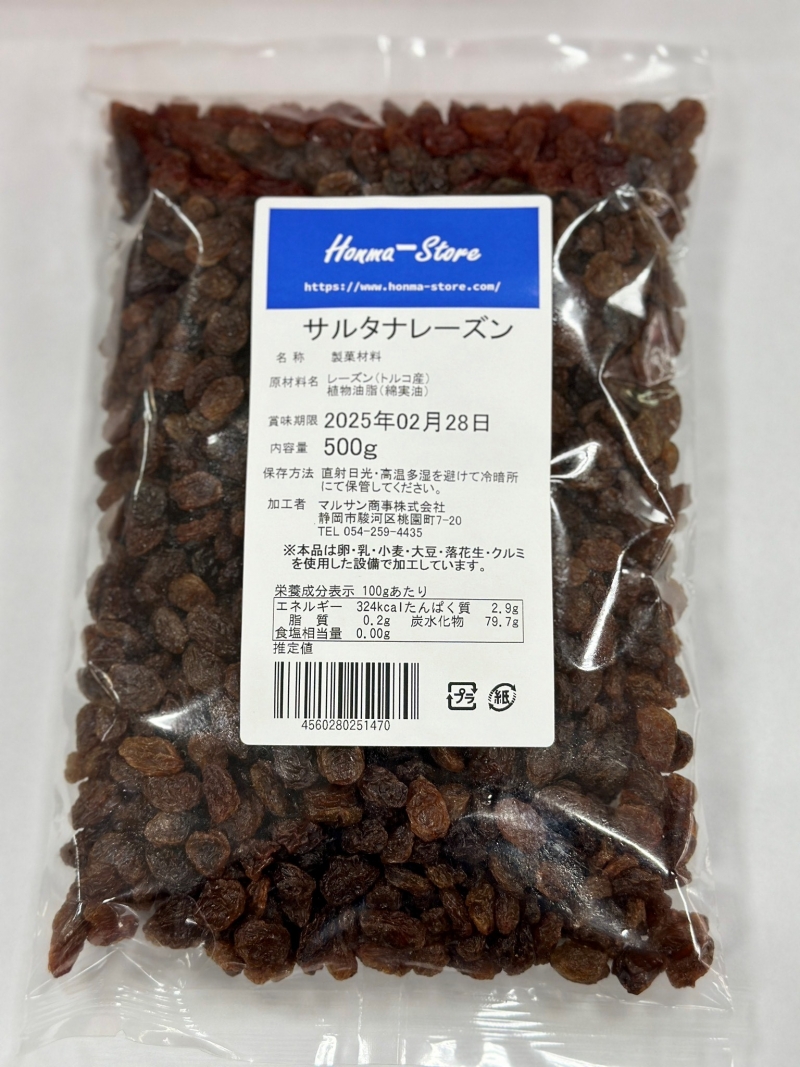 Honma-Store
https://www.honma-store.com/
サルタナレーズン
名称 製菓材料
原材料名 レーズン(トルコ産)
植物油脂(綿実油)
賞味期限 2025年02月28日
内容量 500g
保存方法 直射日光・高温多湿を避けて冷暗所
にて保管してください。
加工者 マルサン商事株式会社
静岡市駿河区桃園町7-20
TEL 054-259-4435
※本品は卵・乳・小麦・大豆・落花生・クルミ
を使用した設備で加工しています。
栄養成分表示 100gあたり
エネルギー 324kcal たんぱく質 2.9g
脂質 0.2g 炭水化物 79.7g
食塩相当量 0.00g
推定値
プラ 紙
4560280251470